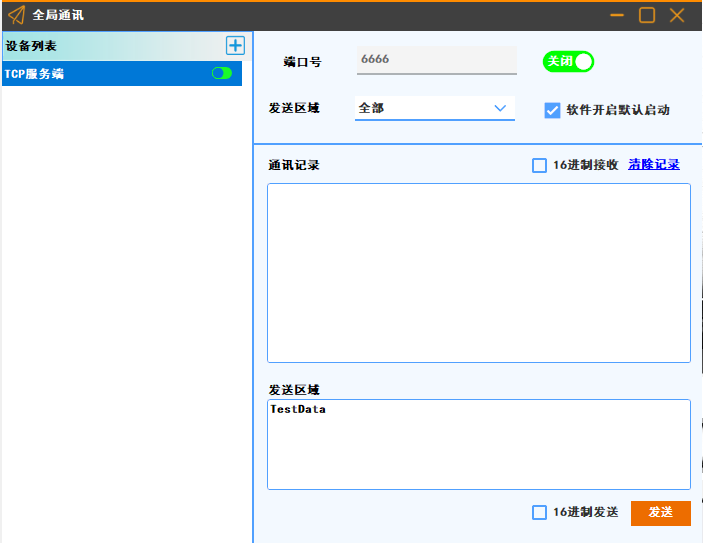 全局通讯
设备列表
TCP服务端
端口号 6666 关闭
发送区域 全部 软件开启默认启动
通讯记录 16进制接收 清除记录
发送区域
TestData
16进制发送 发送